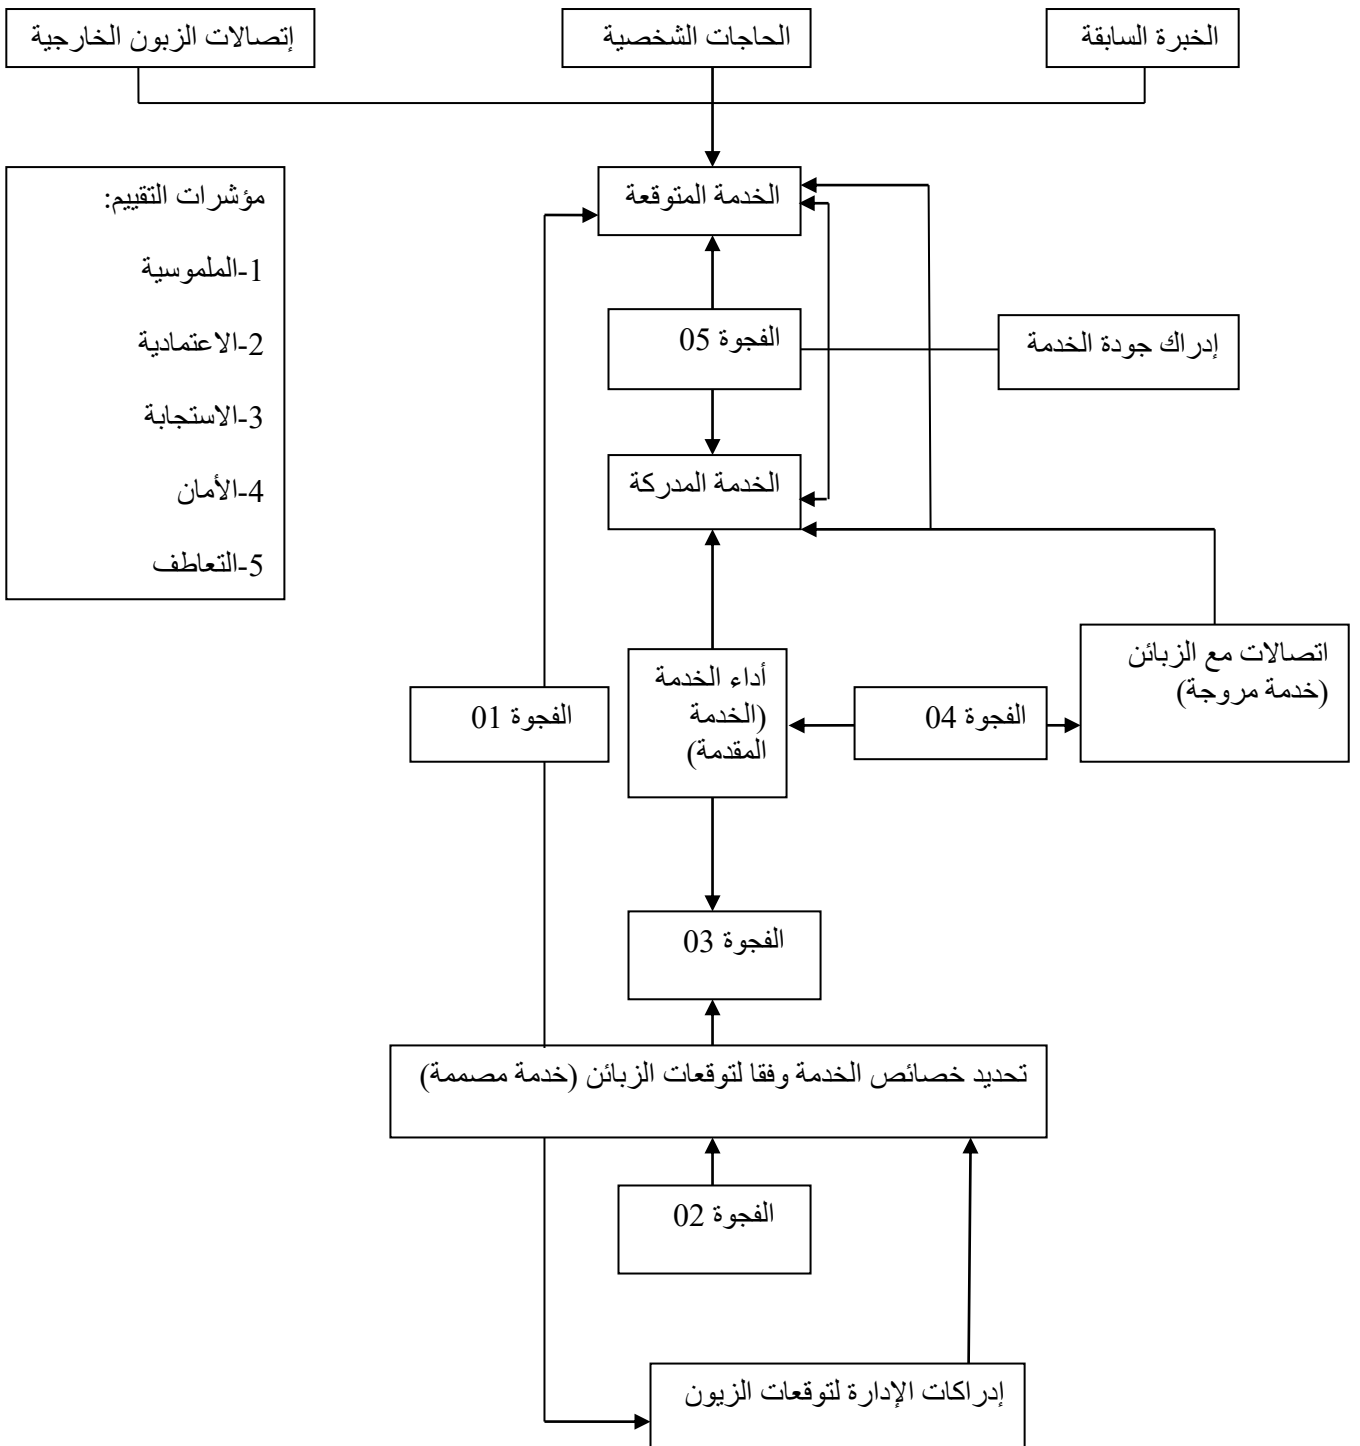 الخبرة السابقة
الحاجات الشخصية
إتصالات الزبون الخارجية
الخدمة المتوقعة
مؤشرات التقييم:
1-الملموسية
2-الاعتمادية
3-الاستجابة
4-الأمان
5-التعاطف
الفجوة 05
إدراك جودة الخدمة
الخدمة المدركة
اتصالات مع الزبائن
(خدمة مروجة)
الفجوة 04
أداء الخدمة
(الخدمة
المقدمة)
الفجوة 01
الفجوة 03
تحديد خصائص الخدمة وفقا لتوقعات الزبائن (خدمة مصممة)
الفجوة 02
إدراكات الإدارة لتوقعات الزبون